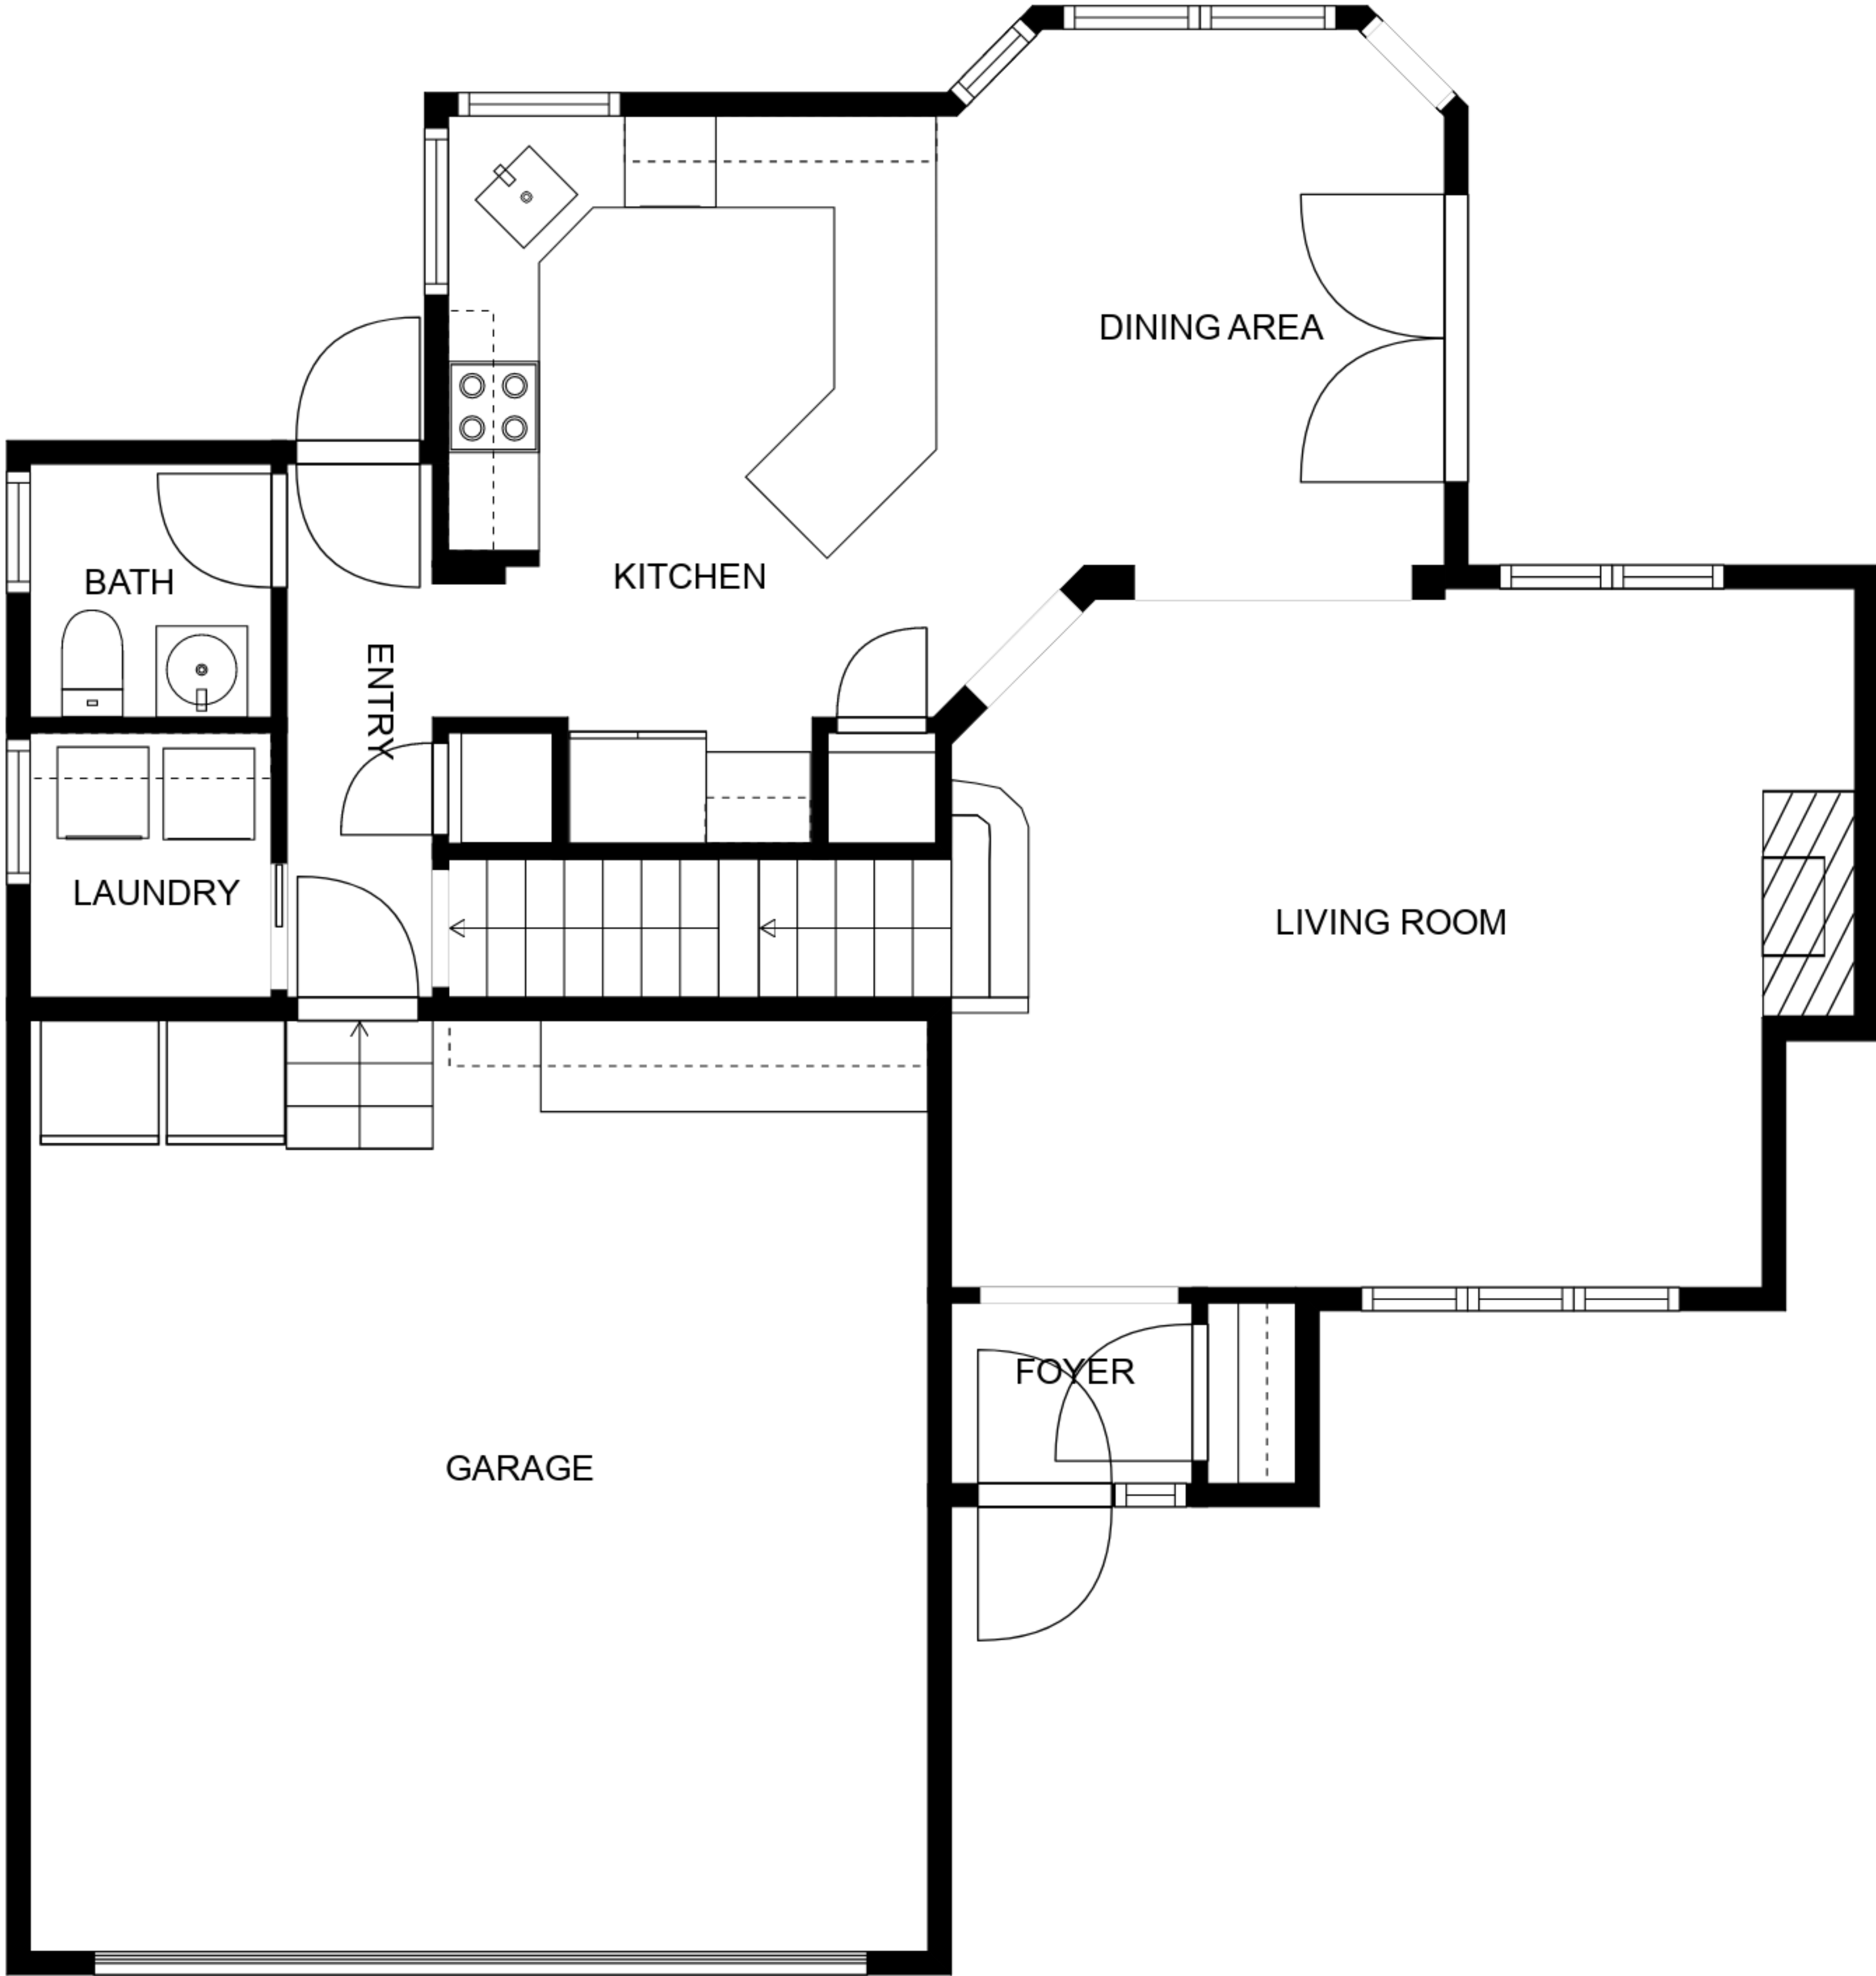 DINING AREA
KITCHEN
BATH
ENTRY
LAUNDRY
LIVING ROOM
FOYER
GARAGE